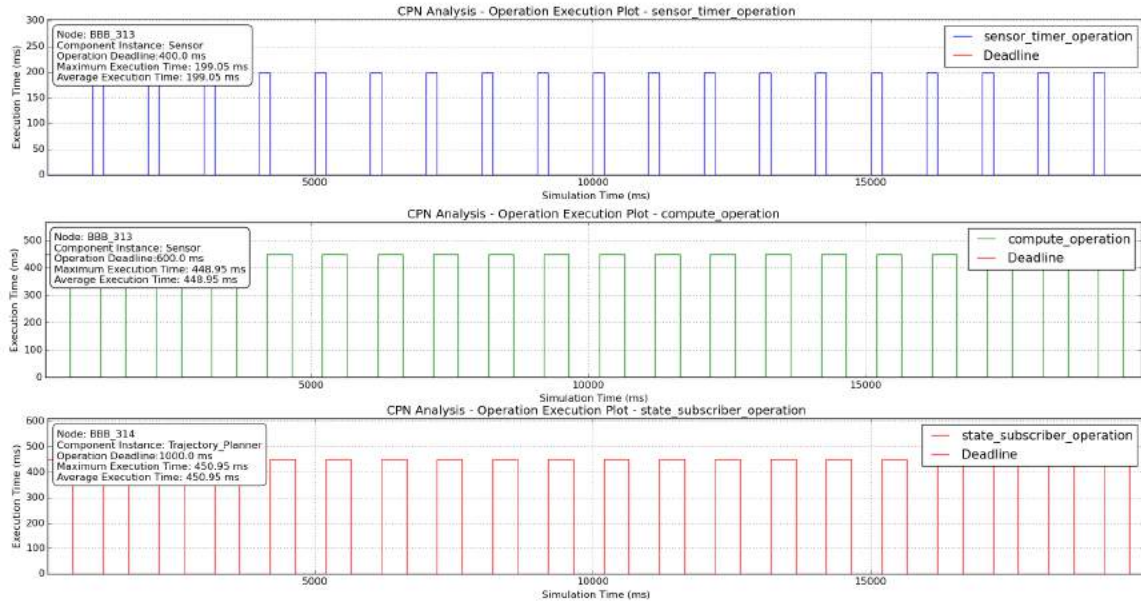 CPN Analysis - Operation Execution Plot - sensor_timer_operation
300
250
200
150
100
50
0
Execution Time (ms)
Node: BBB_313
Component Instance: Sensor
Operation Deadline:400.0 ms
Maximum Execution Time: 199.05 ms
Average Execution Time: 199.05 ms
sensor_timer_operation
Deadline
5000
10000
15000
Simulation Time (ms)
CPN Analysis - Operation Execution Plot - compute_operation
500
400
300
200
100
0
Execution Time (ms)
Node: BBB_313
Component Instance: Sensor
Operation Deadline:600.0 ms
Maximum Execution Time: 448.95 ms
Average Execution Time: 448.95 ms
compute_operation
Deadline
5000
10000
15000
Simulation Time (ms)
CPN Analysis - Operation Execution Plot - state_subscriber_operation
600
500
400
300
200
100
0
Execution Time (ms)
Node: BBB_314
Component Instance: Trajectory_Planner
Operation Deadline:1000.0 ms
Maximum Execution Time: 450.95 ms
Average Execution Time: 450.95 ms
state_subscriber_operation
Deadline
5000
10000
15000
Simulation Time (ms)